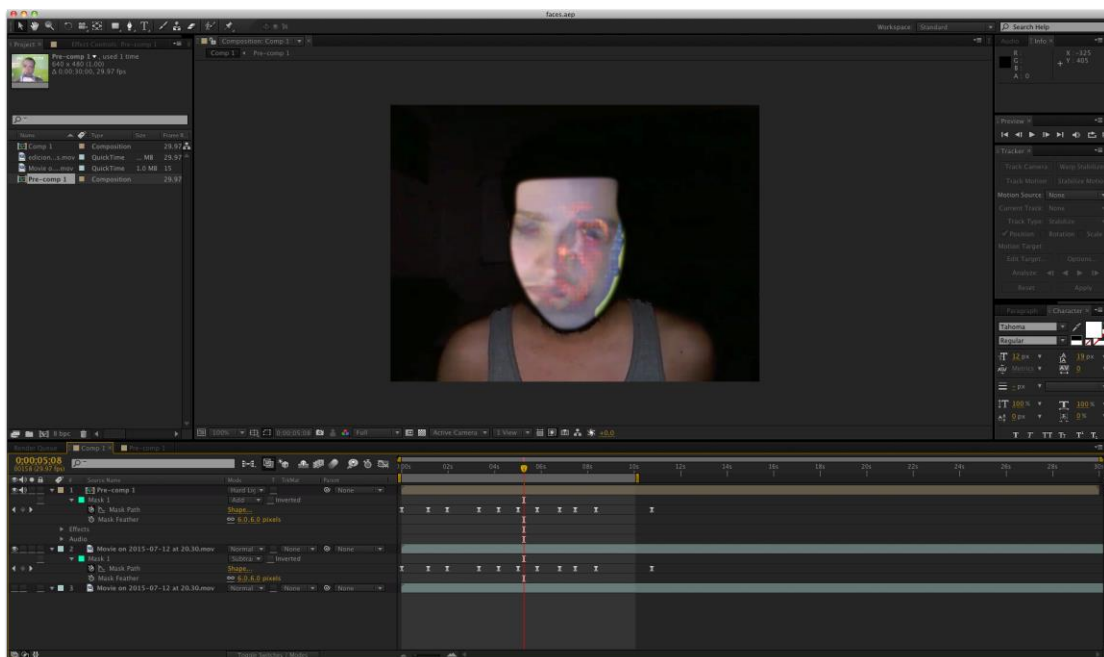 faces.aep
Workspace: Standard
Search Help
Project
Effect Controls: Pre-comp 1
Composition: Comp 1
Info
Comp 1
Pre-comp 1
Pre-comp 1 , used 1 time
640 x 480 (1.00)
Δ 0:00:30:00, 29.97 fps
R :
G :
B :
A : 0
X : -325
Y : 405
Preview
Tracker
Name
Type
Size
Frame R...
Comp 1
Composition
29.97
edicion...s.mov
QuickTime
... MB
29.97
Movie o....mov
QuickTime
1.0 MB
15
Pre-comp 1
Composition
29.97
Track Camera
Warp Stabilize
Track Motion
Stabilize Motio
Motion Source: None
Current Track: None
Track Type: Stabilize
Position
Rotation
Scale
Motion Target:
Edit Target...
Options...
Analyze:
Reset
Apply
Paragraph
Character
Tahoma
Regular
12 px
19 px
Metrics
0
- px
100 %
100 %
0 px
0 %
8 bpc
100%
0:00:05:08
Full
Active Camera
1 View
+0.0
Render Queue
Comp 1
Pre-comp 1
0:00:05:08
00158 (29.97 fps)
02s
06s
08s
10s
12s
14s
16s
18s
20s
22s
24s
26s
28s
30s
#
Source Name
Mode
T
TrkMat
Parent
1
Pre-comp 1
Hard Lig
None
Mask 1
Add
Inverted
Mask Path
Shape...
Mask Feather
6.0,6.0 pixels
Effects
Audio
2
Movie on 2015-07-12 at 20.30.mov
Normal
None
None
Mask 1
Subtrac
Inverted
Mask Path
Shape...
Mask Feather
6.0,6.0 pixels
3
Movie on 2015-07-12 at 20.30.mov
Normal
None
None
Toggle Switches / Modes